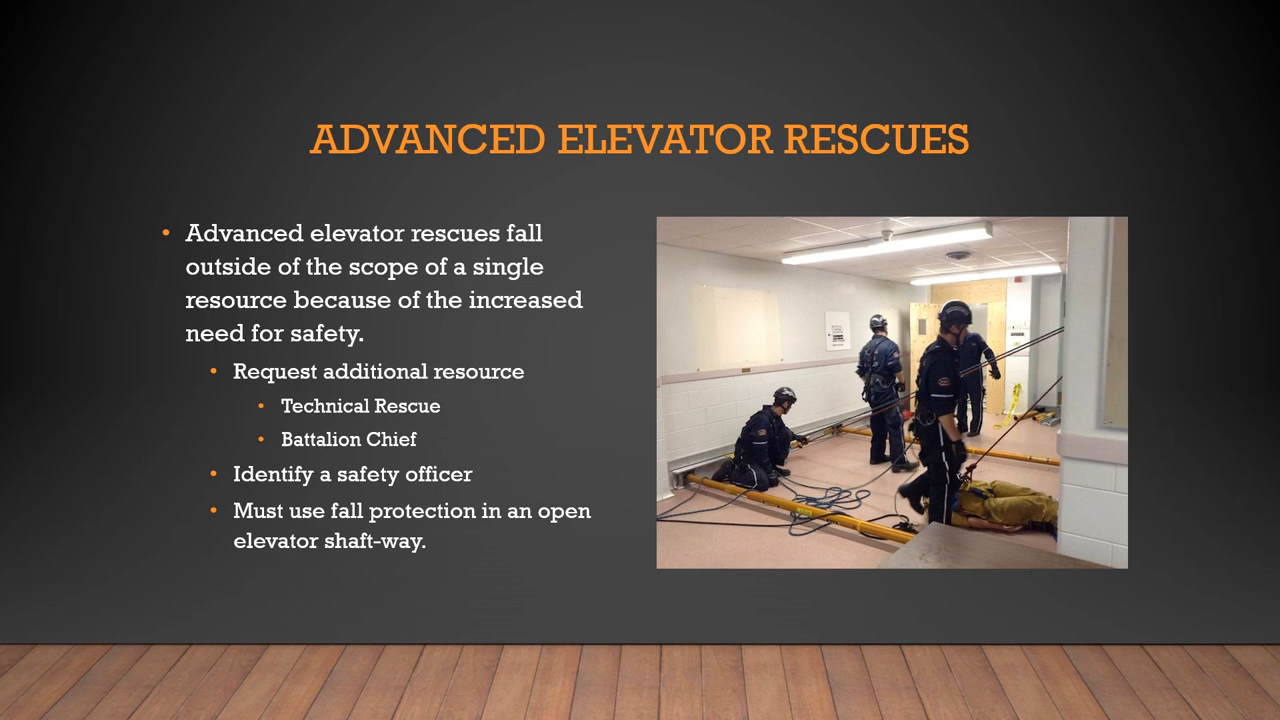 ADVANCED ELEVATOR RESCUES
• Advanced elevator rescues fall
outside of the scope of a single
resource because of the increased
need for safety.
• Request additional resource
• Technical Rescue
• Battalion Chief
• Identify a safety officer
• Must use fall protection in an open
elevator shaft-way.